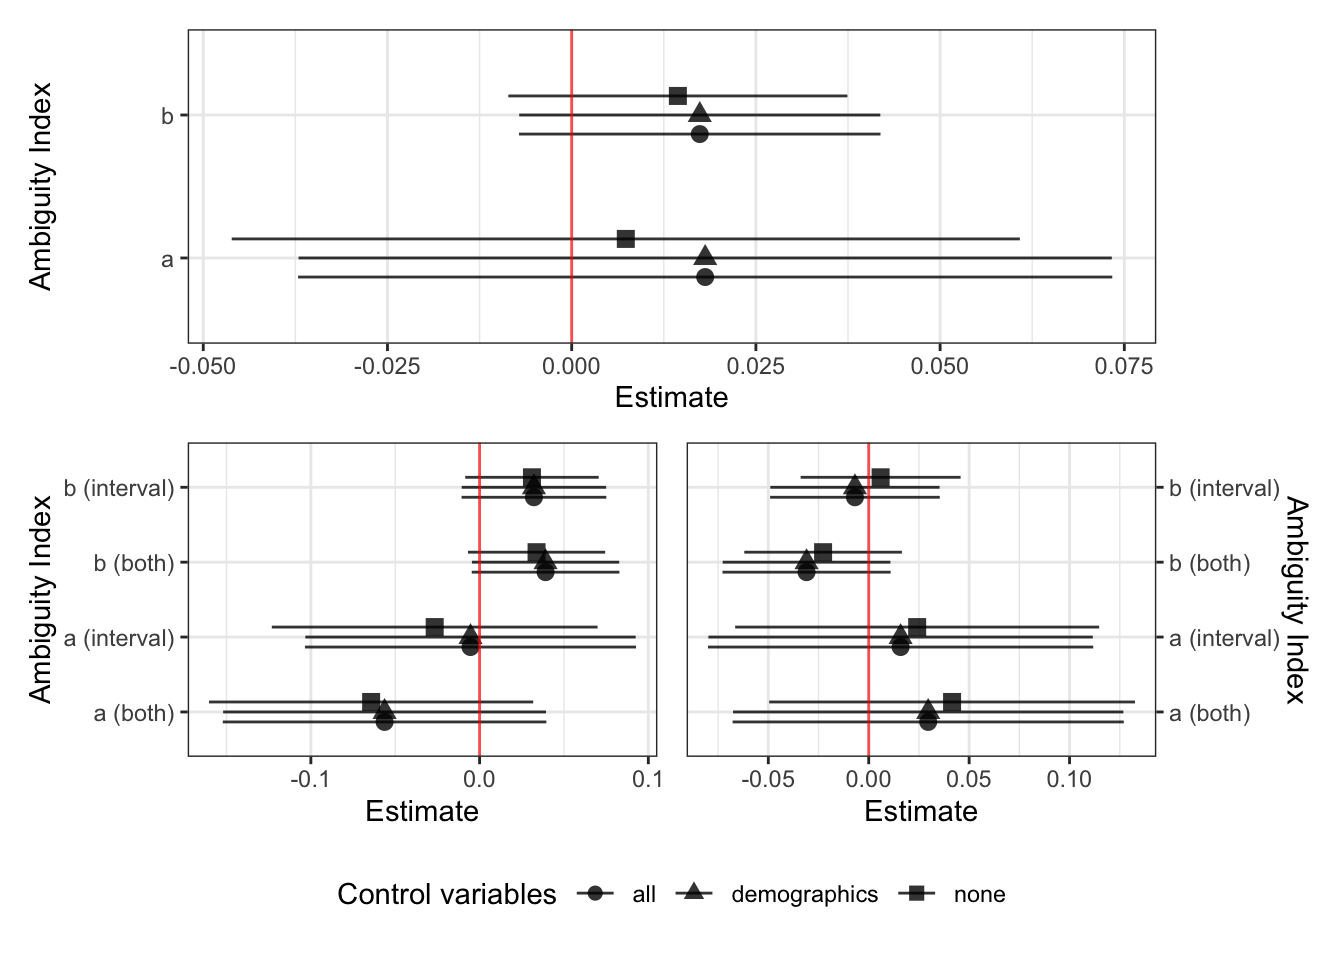 Ambiguity Index
b
a
-0.050 -0.025 0.000 0.025 0.050 0.075
Estimate
Ambiguity Index
b (interval)
b (both)
a (interval)
a (both)
-0.1 0.0 0.1
Estimate
b (interval)
b (both)
a (interval)
a (both)
Ambiguity Index
-0.05 0.00 0.05 0.10
Estimate
Control variables all demographics none